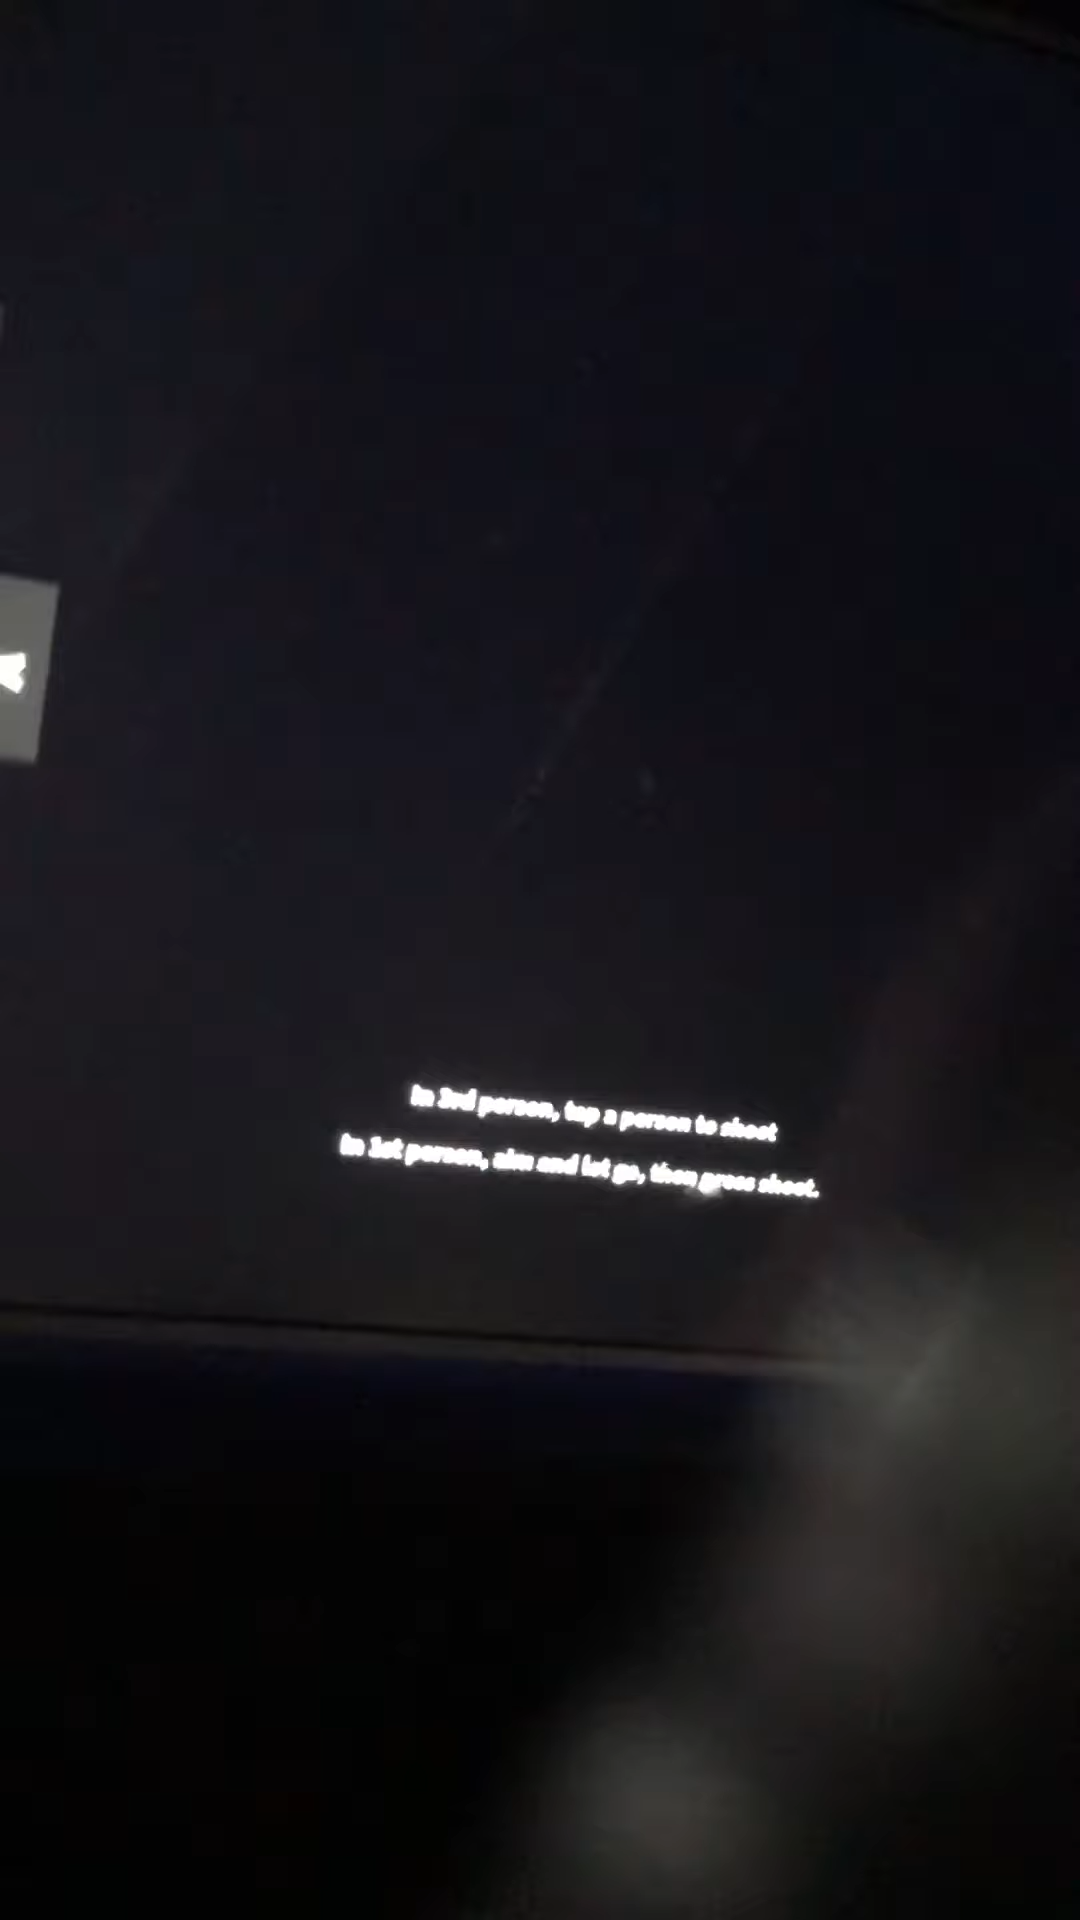 In 3rd person, tap a person to shoot
In 1st person, aim and let go, then press shoot.